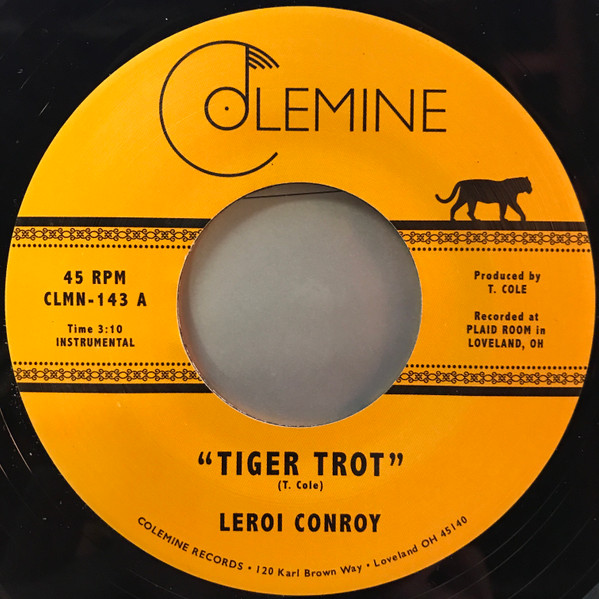 COLEMINE
45 RPM
CLMN-143 A
Time 3:10
INSTRUMENTAL
Produced by
T. COLE
Recorded at
PLAID ROOM in
LOVELAND, OH
"TIGER TROT"
(T. Cole)
LEROI CONROY
COLEMINE RECORDS • 120 Karl Brown Way • Loveland OH 45140